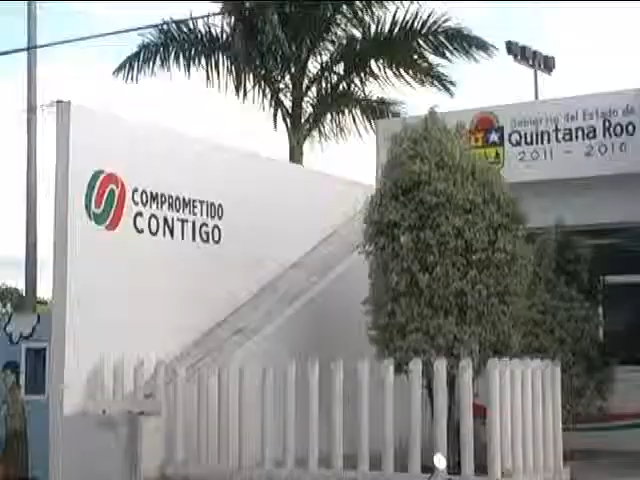 COMPROMETIDO
CONTIGO
Gobierno del Estado de
Quintana Roo
2011 - 2016